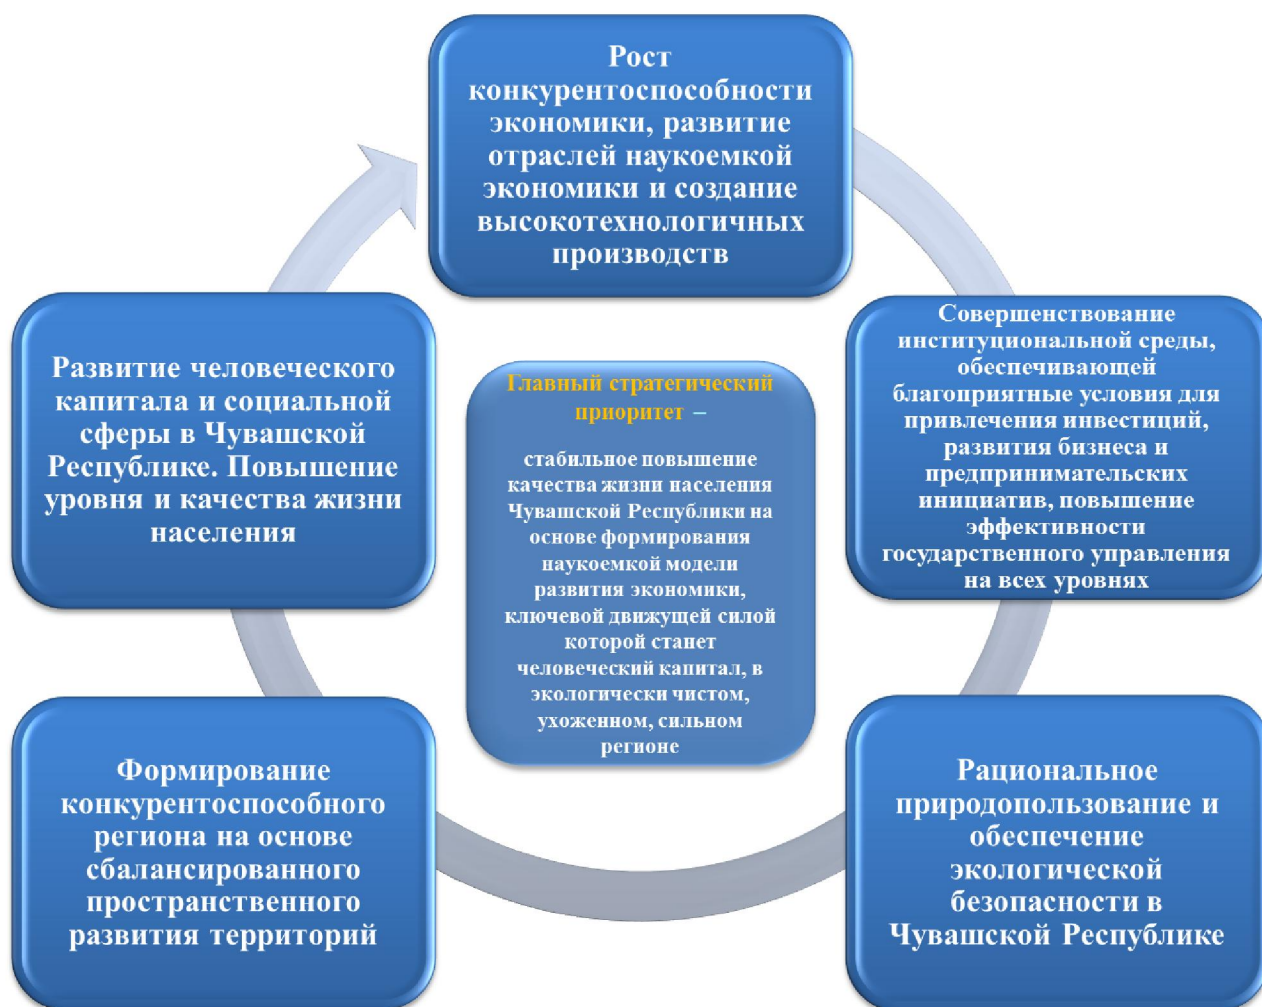 Рост
конкурентоспособности
экономики, развитие
отраслей наукоемкой
экономики и создание
высокотехнологичных
производств
Совершенствование
институциональной среды,
обеспечивающей
благоприятные условия для
привлечения инвестиций,
развития бизнеса и
предпринимательских
инициатив, повышение
эффективности
государственного управления
на всех уровнях
Рациональное
природопользование и
обеспечение
экологической
безопасности в
Чувашской Республике
Формирование
конкурентоспособного
региона на основе
сбалансированного
пространственного
развития территорий
Развитие человеческого
капитала и социальной
сферы в Чувашской
Республике. Повышение
уровня и качества жизни
населения
Главный стратегический
приоритет –
стабильное повышение
качества жизни населения
Чувашской Республики на
основе формирования
наукоемкой модели
развития экономики,
ключевой движущей силой
которой станет
человеческий капитал, в
экологически чистом,
ухоженном, сильном
регионе